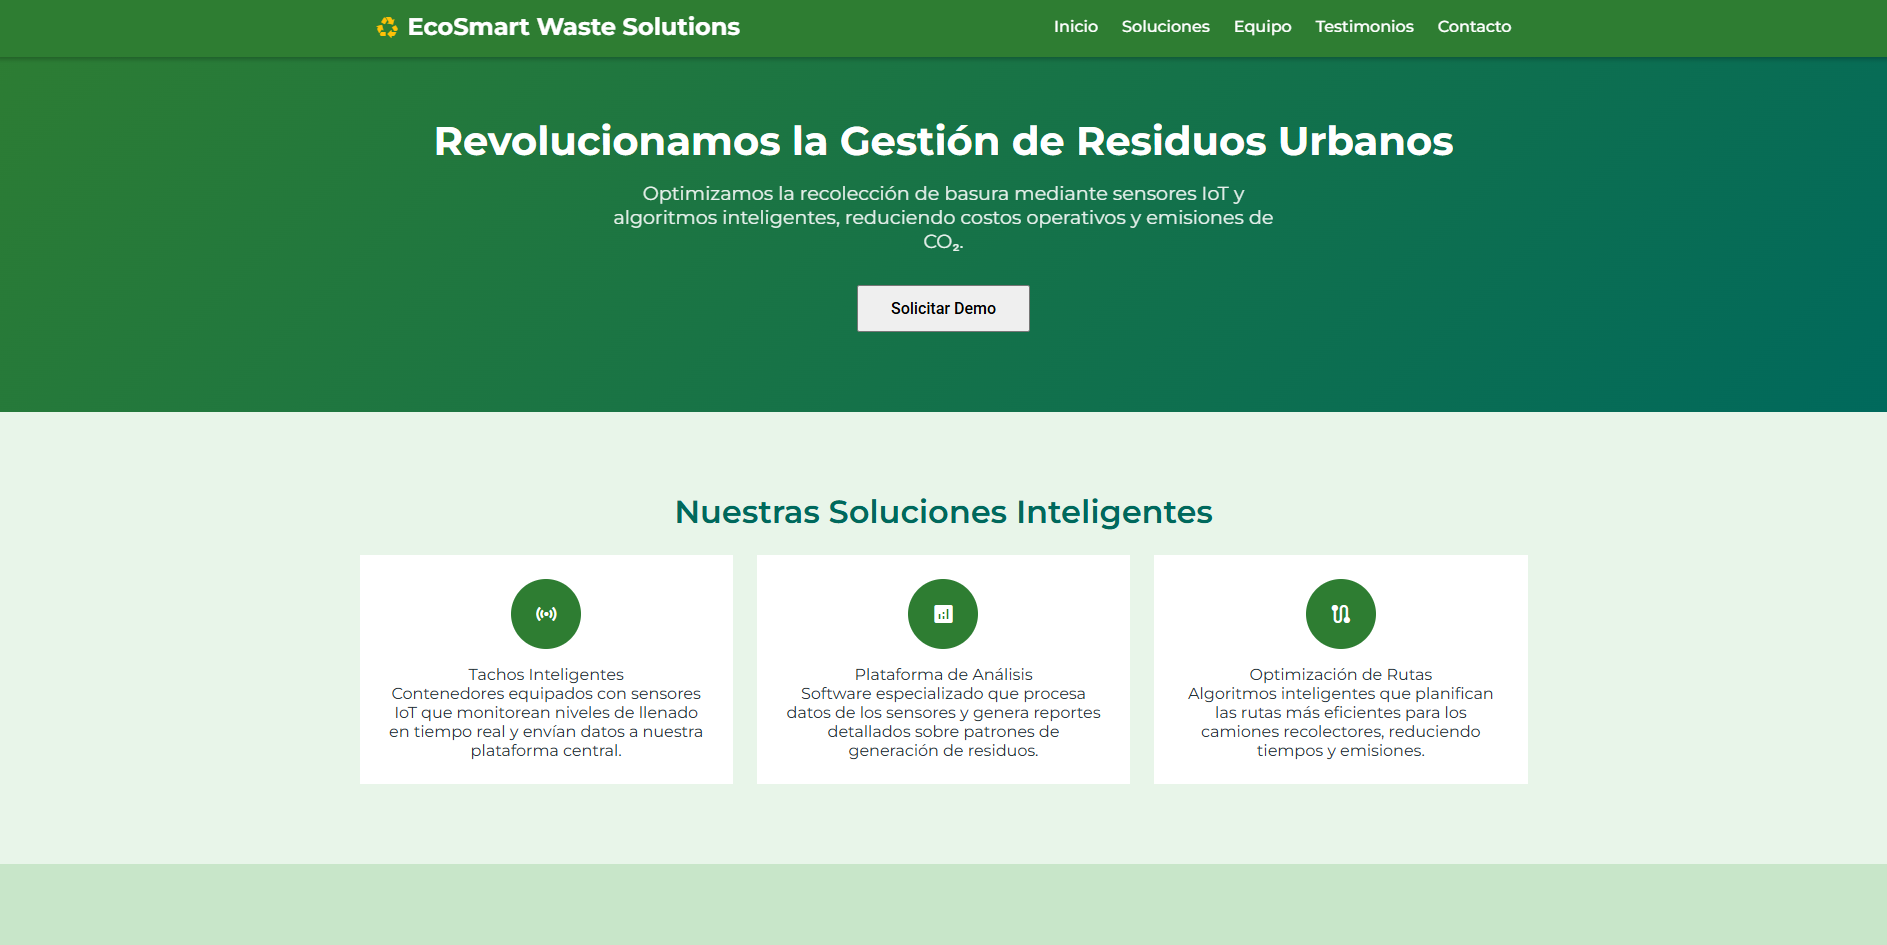 EcoSmart Waste Solutions
Inicio Soluciones Equipo Testimonios Contacto
Revolucionamos la Gestión de Residuos Urbanos
Optimizamos la recolección de basura mediante sensores IoT y
algoritmos inteligentes, reduciendo costos operativos y emisiones de
CO₂.
Solicitar Demo
Nuestras Soluciones Inteligentes
Tachos Inteligentes
Contenedores equipados con sensores
IoT que monitorean niveles de llenado
en tiempo real y envían datos a nuestra
plataforma central.
Plataforma de Análisis
Software especializado que procesa
datos de los sensores y genera reportes
detallados sobre patrones de
generación de residuos.
Optimización de Rutas
Algoritmos inteligentes que planifican
las rutas más eficientes para los
camiones recolectores, reduciendo
tiempos y emisiones.